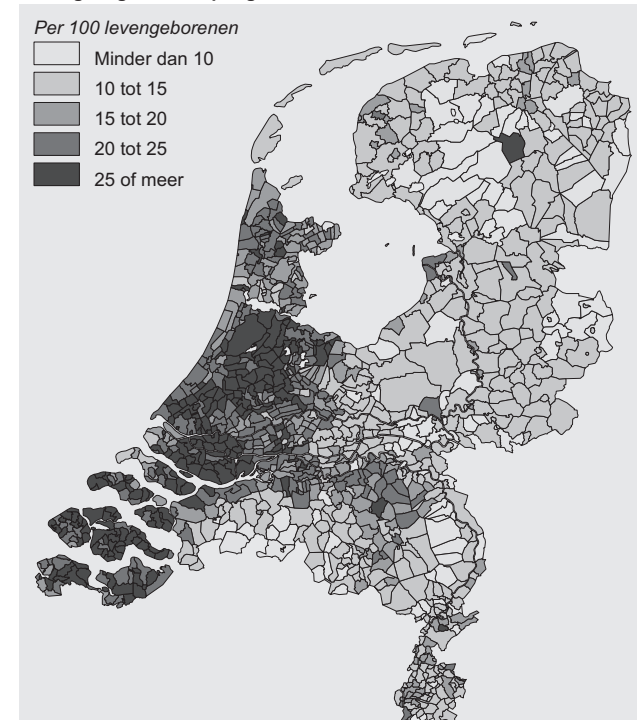 Per 100 levengeborenen
Minder dan 10
10 tot 15
15 tot 20
20 tot 25
25 of meer